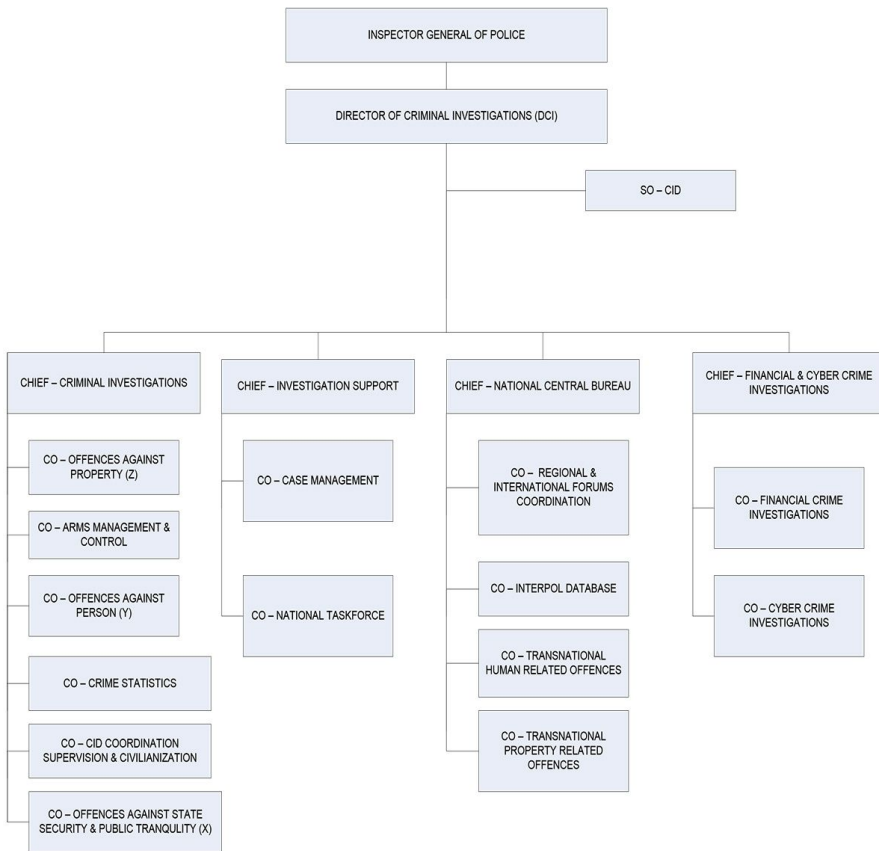 INSPECTOR GENERAL OF POLICE
DIRECTOR OF CRIMINAL INVESTIGATIONS (DCI)
SO – CID
CHIEF – CRIMINAL INVESTIGATIONS
CO – OFFENCES AGAINST
PROPERTY (Z)
CO – ARMS MANAGEMENT &
CONTROL
CO – OFFENCES AGAINST
PERSON (Y)
CO – CRIME STATISTICS
CO – CID COORDINATION
SUPERVISION & CIVILIANIZATION
CO – OFFENCES AGAINST STATE
SECURITY & PUBLIC TRANQULITY (X)
CHIEF – INVESTIGATION SUPPORT
CO – CASE MANAGEMENT
CO – NATIONAL TASKFORCE
CHIEF – NATIONAL CENTRAL BUREAU
CO – REGIONAL &
INTERNATIONAL FORUMS
COORDINATION
CO – INTERPOL DATABASE
CO – TRANSNATIONAL
HUMAN RELATED OFFENCES
CO – TRANSNATIONAL
PROPERTY RELATED
OFFENCES
CHIEF – FINANCIAL & CYBER CRIME
INVESTIGATIONS
CO – FINANCIAL CRIME
INVESTIGATIONS
CO – CYBER CRIME
INVESTIGATIONS